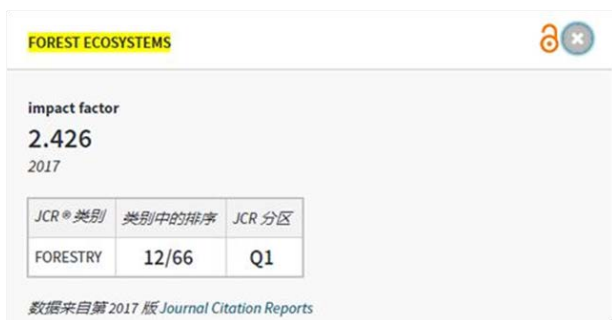 FOREST ECOSYSTEMS
impact factor
2.426
2017
JCR ® 类别 类别中的排序 JCR 分区
FORESTRY 12/66 Q1
数据来自第 2017 版 Journal Citation Reports